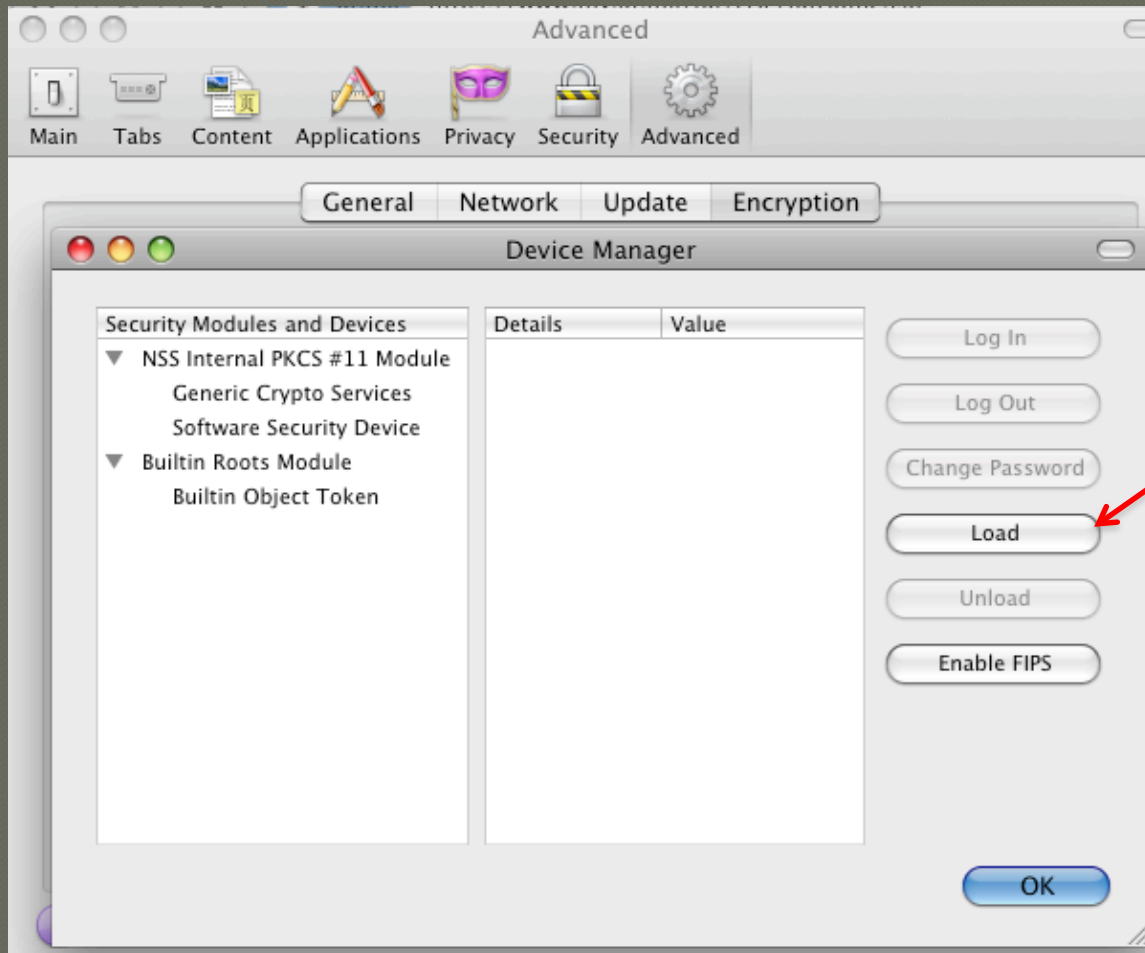 Advanced
Main Tabs Content Applications Privacy Security Advanced
General Network Update Encryption
Device Manager
Security Modules and Devices
NSS Internal PKCS #11 Module
Generic Crypto Services
Software Security Device
Builtin Roots Module
Builtin Object Token
Details Value
Log In
Log Out
Change Password
Load
Unload
Enable FIPS
OK